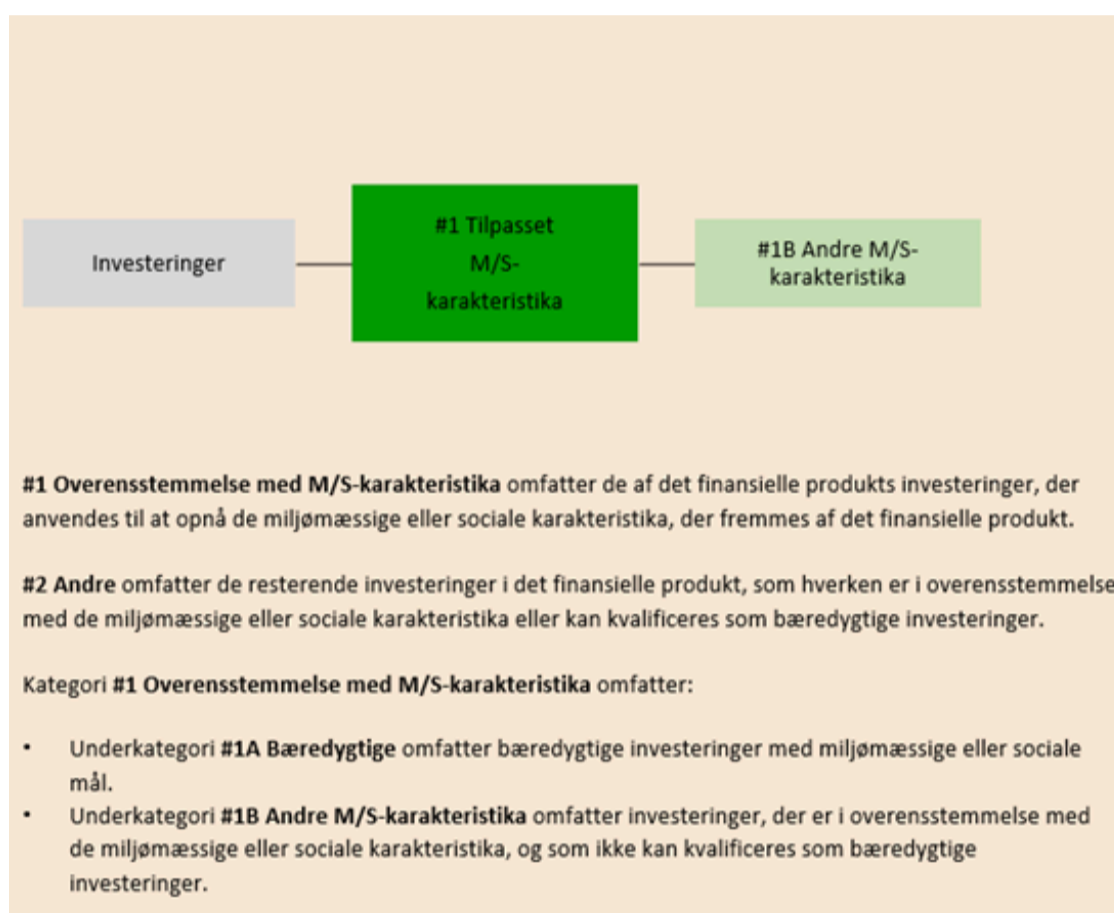 Investeringer
#1 Tilpasset
M/S-
karakteristika
#1B Andre M/S-
karakteristika
#1 Overensstemmelse med M/S-karakteristika omfatter de af det finansielle produkts investeringer, der
anvendes til at opnå de miljømæssige eller sociale karakteristika, der fremmes af det finansielle produkt.
#2 Andre omfatter de resterende investeringer i det finansielle produkt, som hverken er i overensstemmelse
med de miljømæssige eller sociale karakteristika eller kan kvalificeres som bæredygtige investeringer.
Kategori #1 Overensstemmelse med M/S-karakteristika omfatter:
• Underkategori #1A Bæredygtige omfatter bæredygtige investeringer med miljømæssige eller sociale
mål.
• Underkategori #1B Andre M/S-karakteristika omfatter investeringer, der er i overensstemmelse med
de miljømæssige eller sociale karakteristika, og som ikke kan kvalificeres som bæredygtige
investeringer.